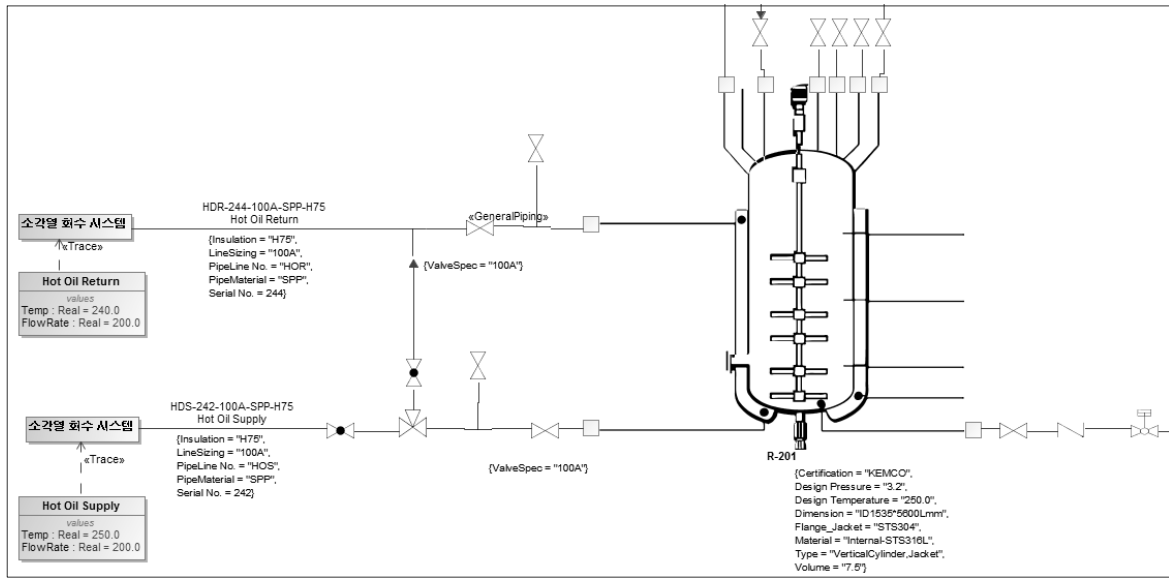 HDR-244-100A-SPP-H75
Hot Oil Return
소각열 회수 시스템
«Trace»
{Insulation = "H75",
LineSizing = "100A",
PipeLine No. = "HOR",
PipeMaterial = "SPP",
Serial No. = 244}
Hot Oil Return
values
Temp : Real = 240.0
FlowRate : Real = 200.0
«GeneralPiping»
{ValveSpec = "100A"}
HDS-242-100A-SPP-H75
Hot Oil Supply
소각열 회수 시스템
«Trace»
{Insulation = "H75",
LineSizing = "100A",
PipeLine No. = "HOS",
PipeMaterial = "SPP",
Serial No. = 242}
Hot Oil Supply
values
Temp : Real = 250.0
FlowRate : Real = 200.0
{ValveSpec = "100A"}
R-201
{Certification = "KEMCO",
Design Pressure = "3.2",
Design Temperature = "250.0",
Dimension = "ID1535*5600Lmm",
Flange_Jacket = "STS304",
Material = "Internal-STS316L",
Type = "VerticalCylinder,Jacket",
Volume = "7.5"}